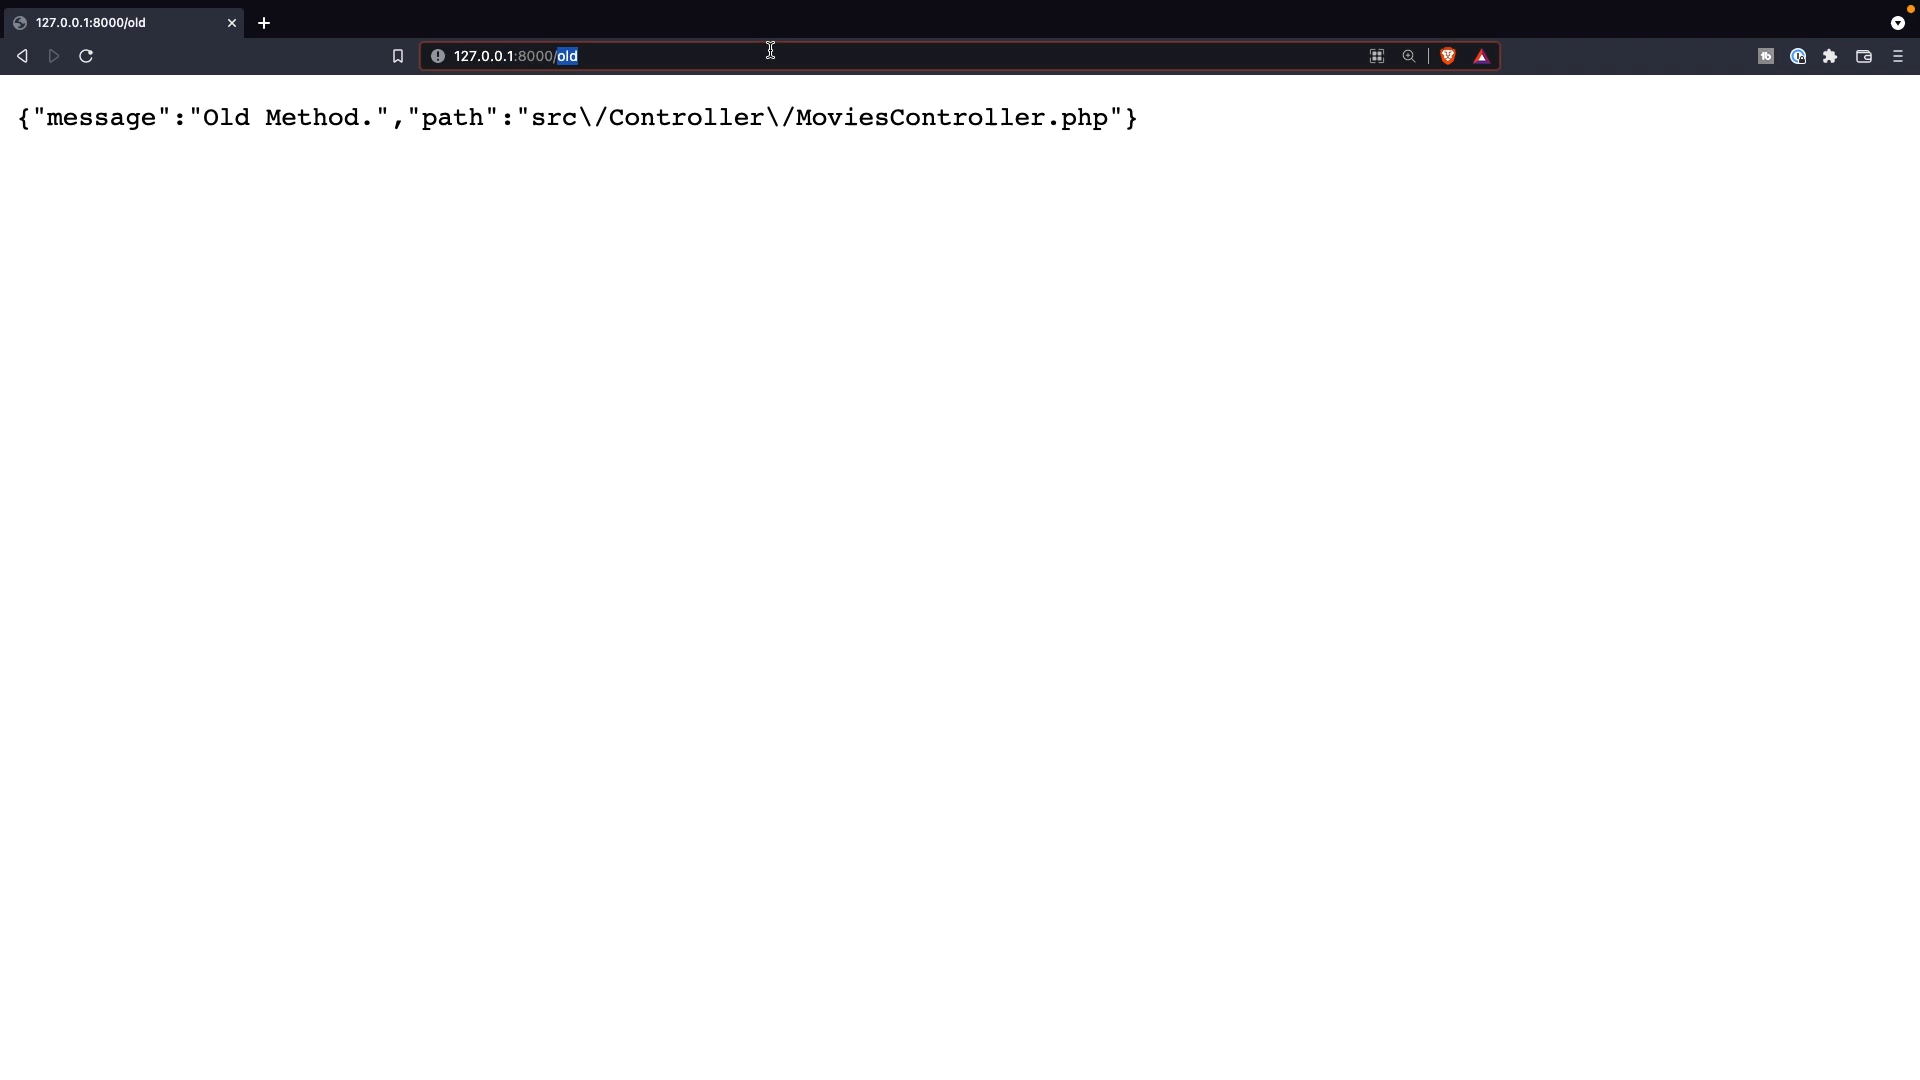 127.0.0.1:8000/old
127.0.0.1:8000/old
{"message":"Old Method.","path":"src\/Controller\/MoviesController.php"}